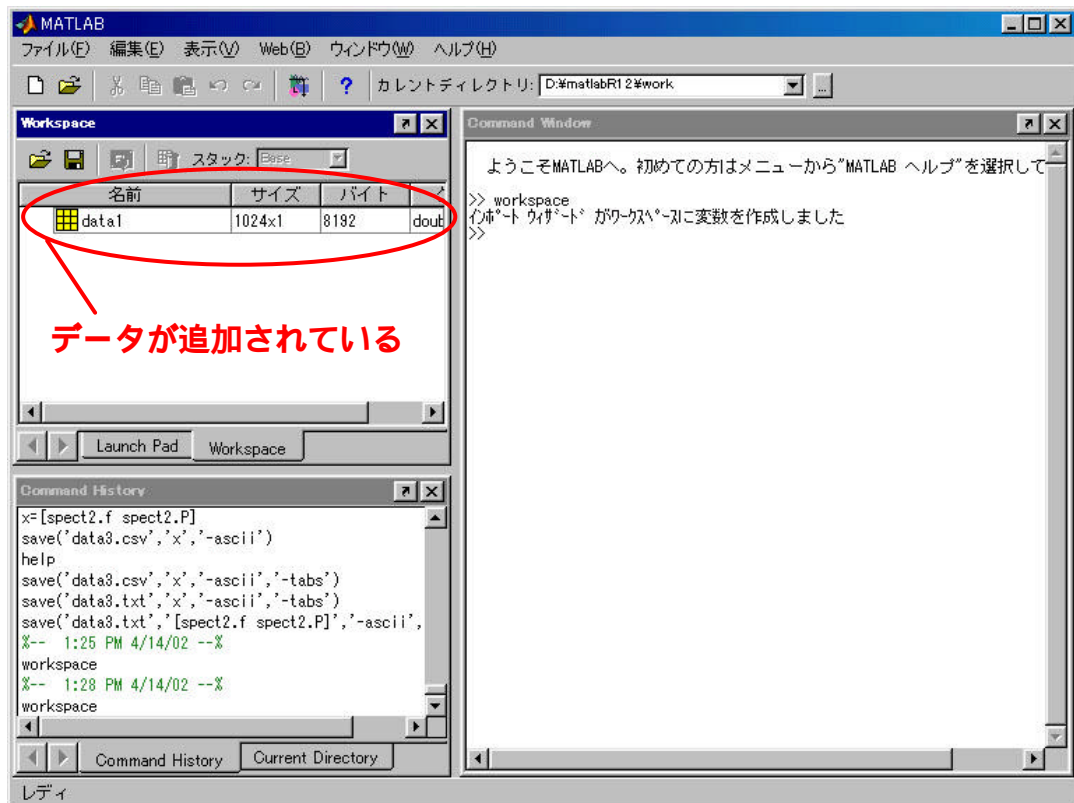 MATLAB
ファイル(F) 編集(E) 表示(V) Web(B) ウィンドウ(W) ヘルプ(H)
? カレントディレクトリ: D:¥matlabR12¥work ...
Workspace
スタック: Base
名前 サイズ バイト
data1 1024x1 8192 doub
データが追加されている
Launch Pad Workspace
Command History
x=[spect2.f spect2.P]
save('data3.csv','x','-ascii')
help
save('data3.csv','x','-ascii','-tabs')
save('data3.txt','x','-ascii','-tabs')
save('data3.txt','[spect2.f spect2.P]','-ascii',
%-- 1:25 PM 4/14/02 --%
workspace
%-- 1:28 PM 4/14/02 --%
workspace
Command History Current Directory
Command Window
ようこそMATLABへ。初めての方はメニューから"MATLAB ヘルプ"を選択して
>> workspace
ｲﾝﾎﾟｰﾄ ｳｨｻﾞｰﾄﾞ ｶﾞﾜｰｸｽﾍﾟｰｽに変数を作成しました
>>
レディ